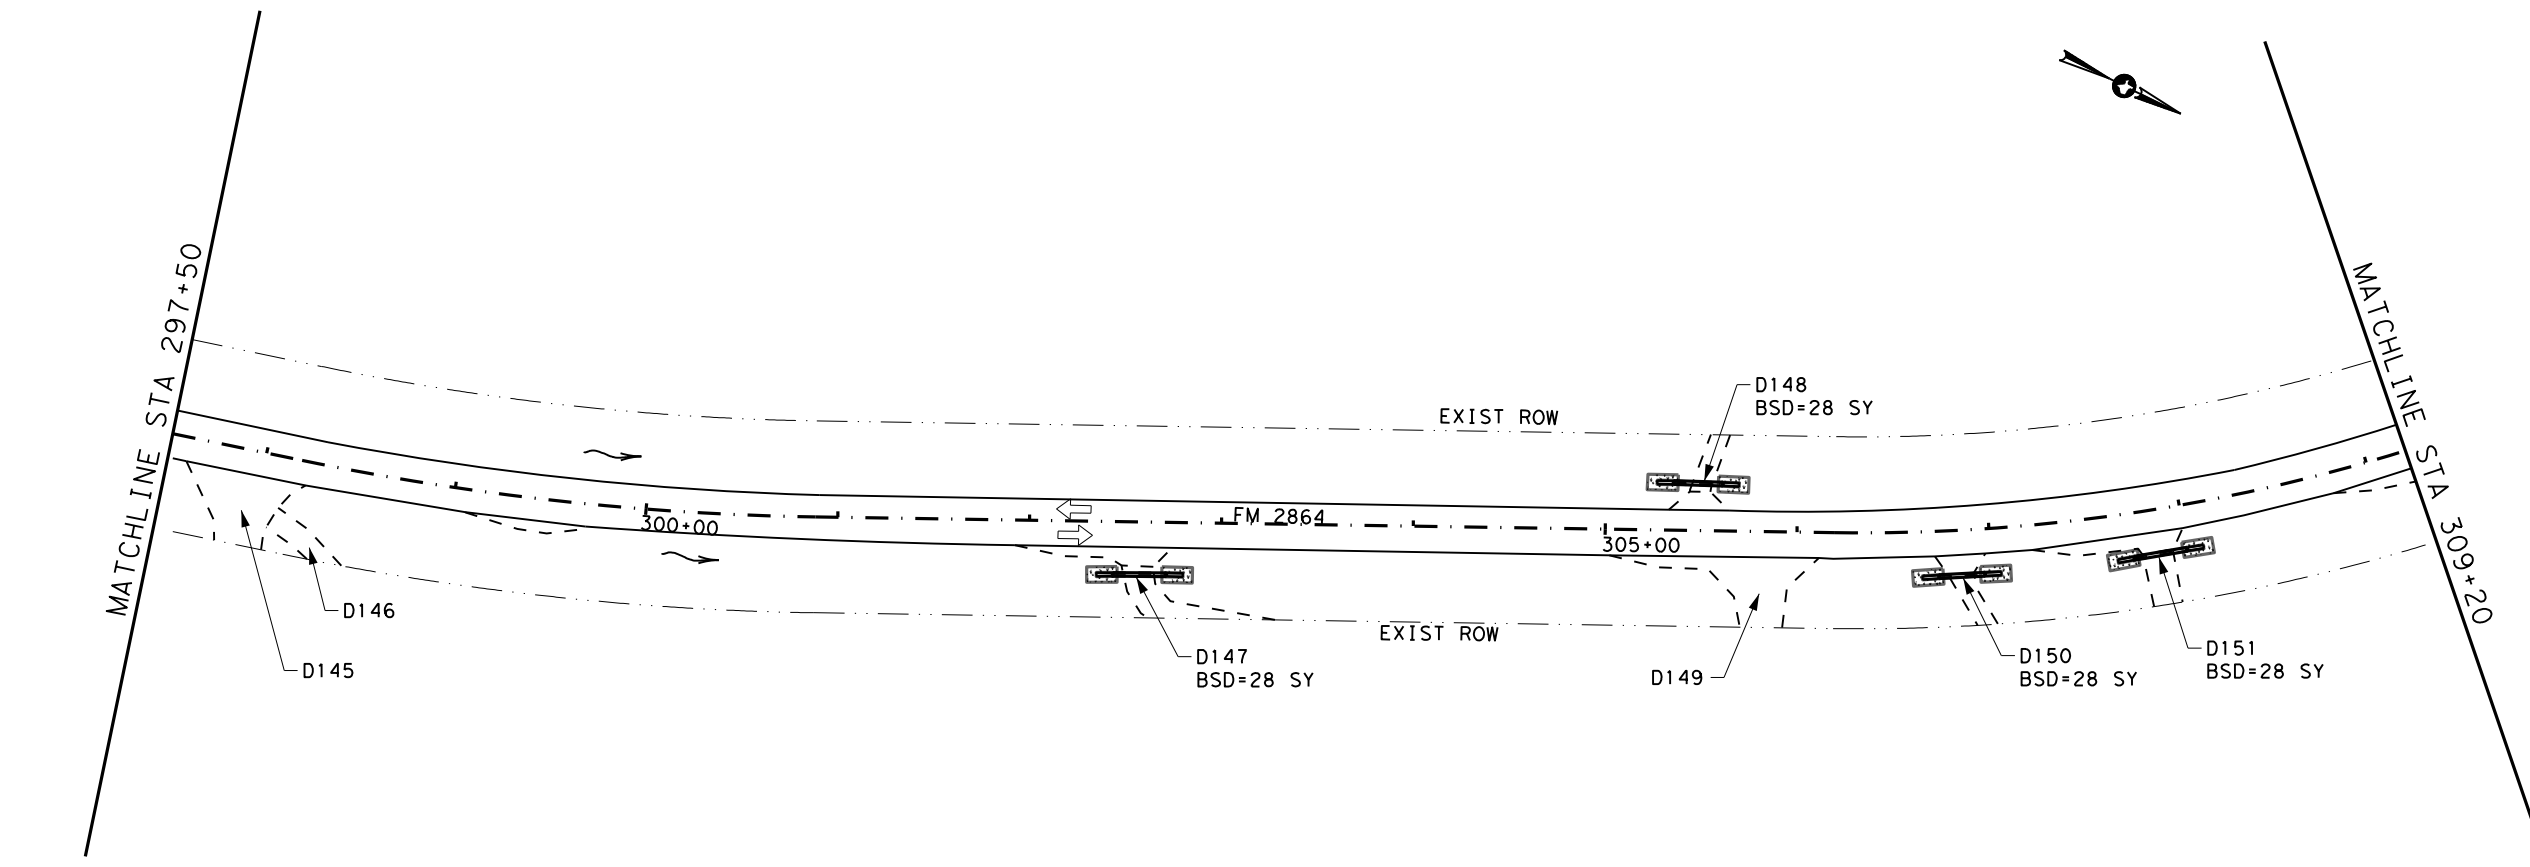 MATCHLINE STA 297+50
MATCHLINE STA 309+20
D148
BSD=28 SY
EXIST ROW
FM 2864
300+00
305+00
D146
EXIST ROW
D145
D147
BSD=28 SY
D149
D150
BSD=28 SY
D151
BSD=28 SY